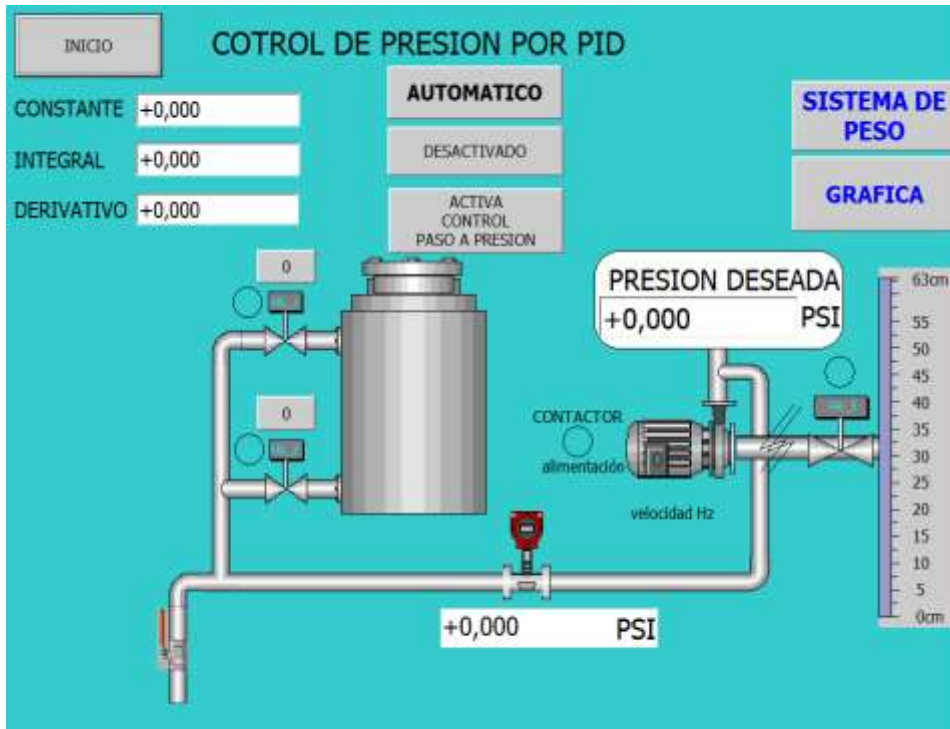 INICIO
COTROL DE PRESION POR PID
CONSTANTE +0,000
INTEGRAL +0,000
DERIVATIVO +0,000
AUTOMATICO
DESACTIVADO
ACTIVA
CONTROL
PASO A PRESION
SISTEMA DE
PESO
GRAFICA
0
0
PRESION DESEADA
+0,000 PSI
CONTACTOR
alimentación
velocidad Hz
+0,000 PSI
63cm
55
50
45
40
35
30
25
20
15
10
5
0cm